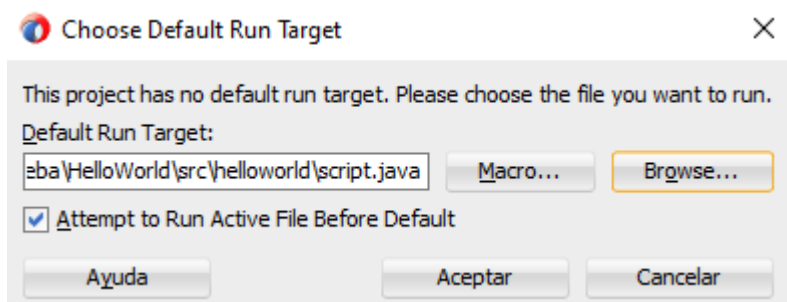 Choose Default Run Target
This project has no default run target. Please choose the file you want to run.
Default Run Target:
eba\HelloWorld\src\helloworld\script.java Macro... Browse...
Attempt to Run Active File Before Default
Ayuda Aceptar Cancelar